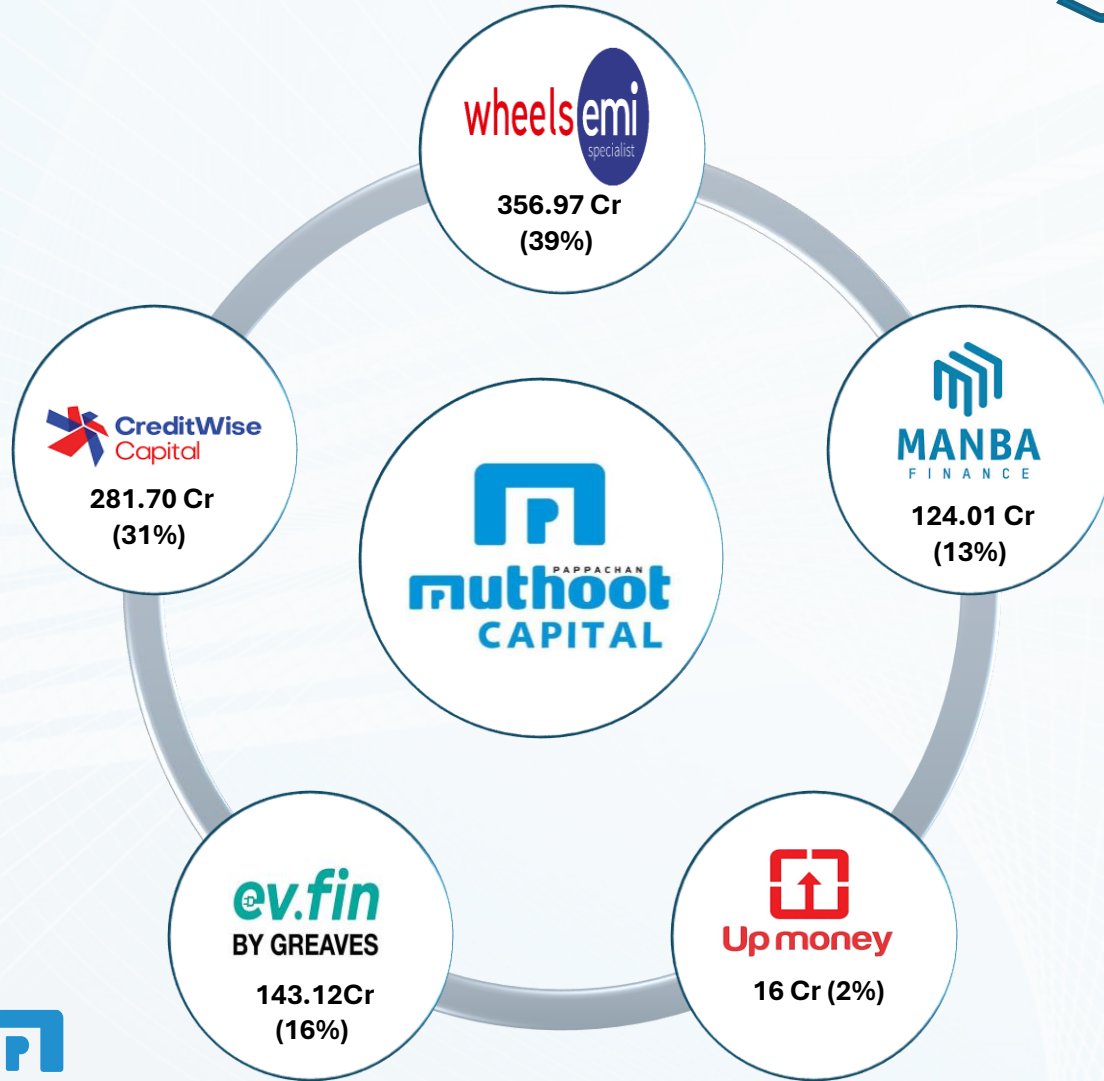 wheels emi
specialist
356.97 Cr
(39%)
CreditWise
Capital
281.70 Cr
(31%)
MANBA
FINANCE
124.01 Cr
(13%)
P
PAPPACHAN
muthoot
CAPITAL
ev.fin
BY GREAVES
143.12Cr
(16%)
Up money
16 Cr (2%)
P